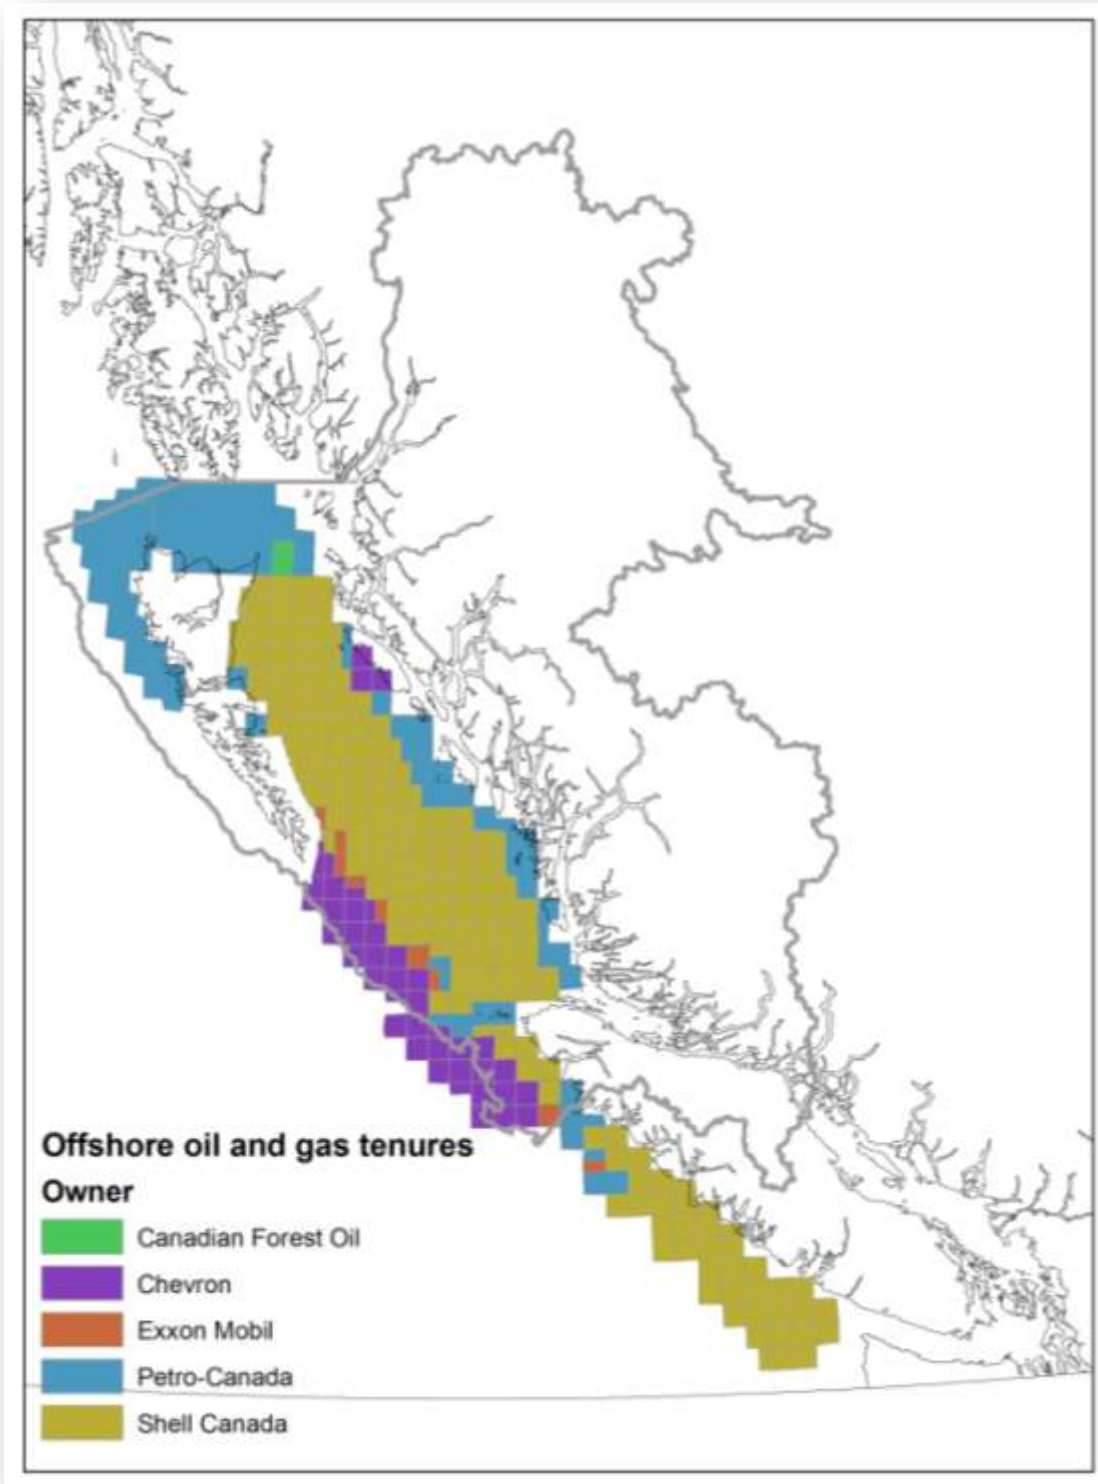 Offshore oil and gas tenures
Owner
Canadian Forest Oil
Chevron
Exxon Mobil
Petro-Canada
Shell Canada